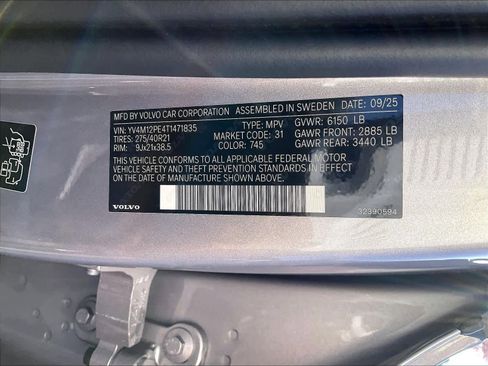 MFD BY VOLVO CAR CORPORATION ASSEMBLED IN SWEDEN DATE: 09/25
VIN: YV4M12PE4T1471835 TYPE: MPV GVWR: 6150 LB
TIRES: 275/40R21 MARKET CODE: 31 GAWR FRONT: 2885 LB
RIM: 9Jx21x38.5 COLOR: 745 GAWR REAR: 3440 LB
THIS VEHICLE CONFORMS TO ALL APPLICABLE FEDERAL MOTOR
VEHICLE SAFETY AND THEFT PREVENTION STANDARDS IN EFFECT
ON THE DATE OF MANUFACTURE SHOWN ABOVE.
VOLVO 32390594